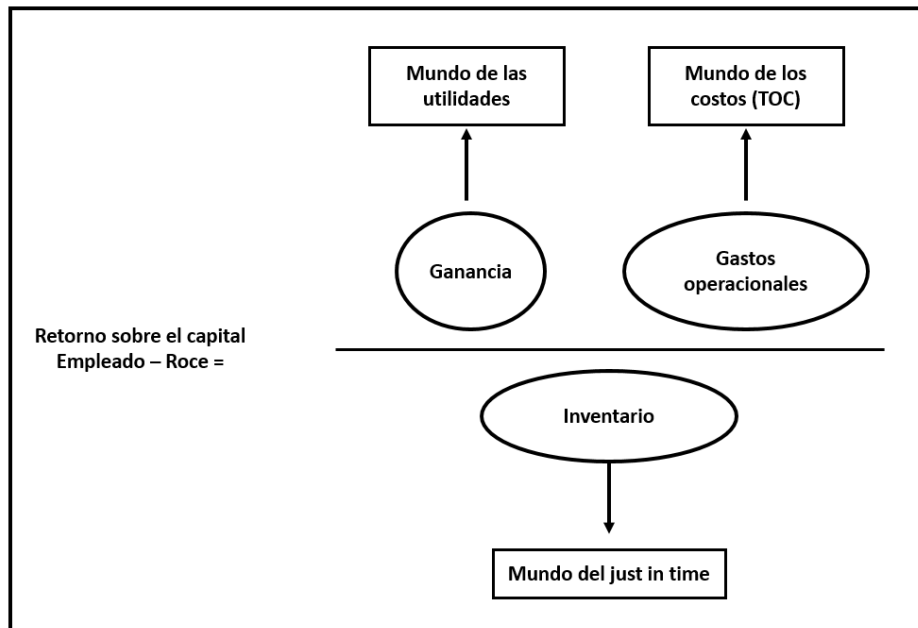 Mundo de las
utilidades
Mundo de los
costos (TOC)
Ganancia
Gastos
operacionales
Retorno sobre el capital
Empleado – Roce =
Inventario
Mundo del just in time